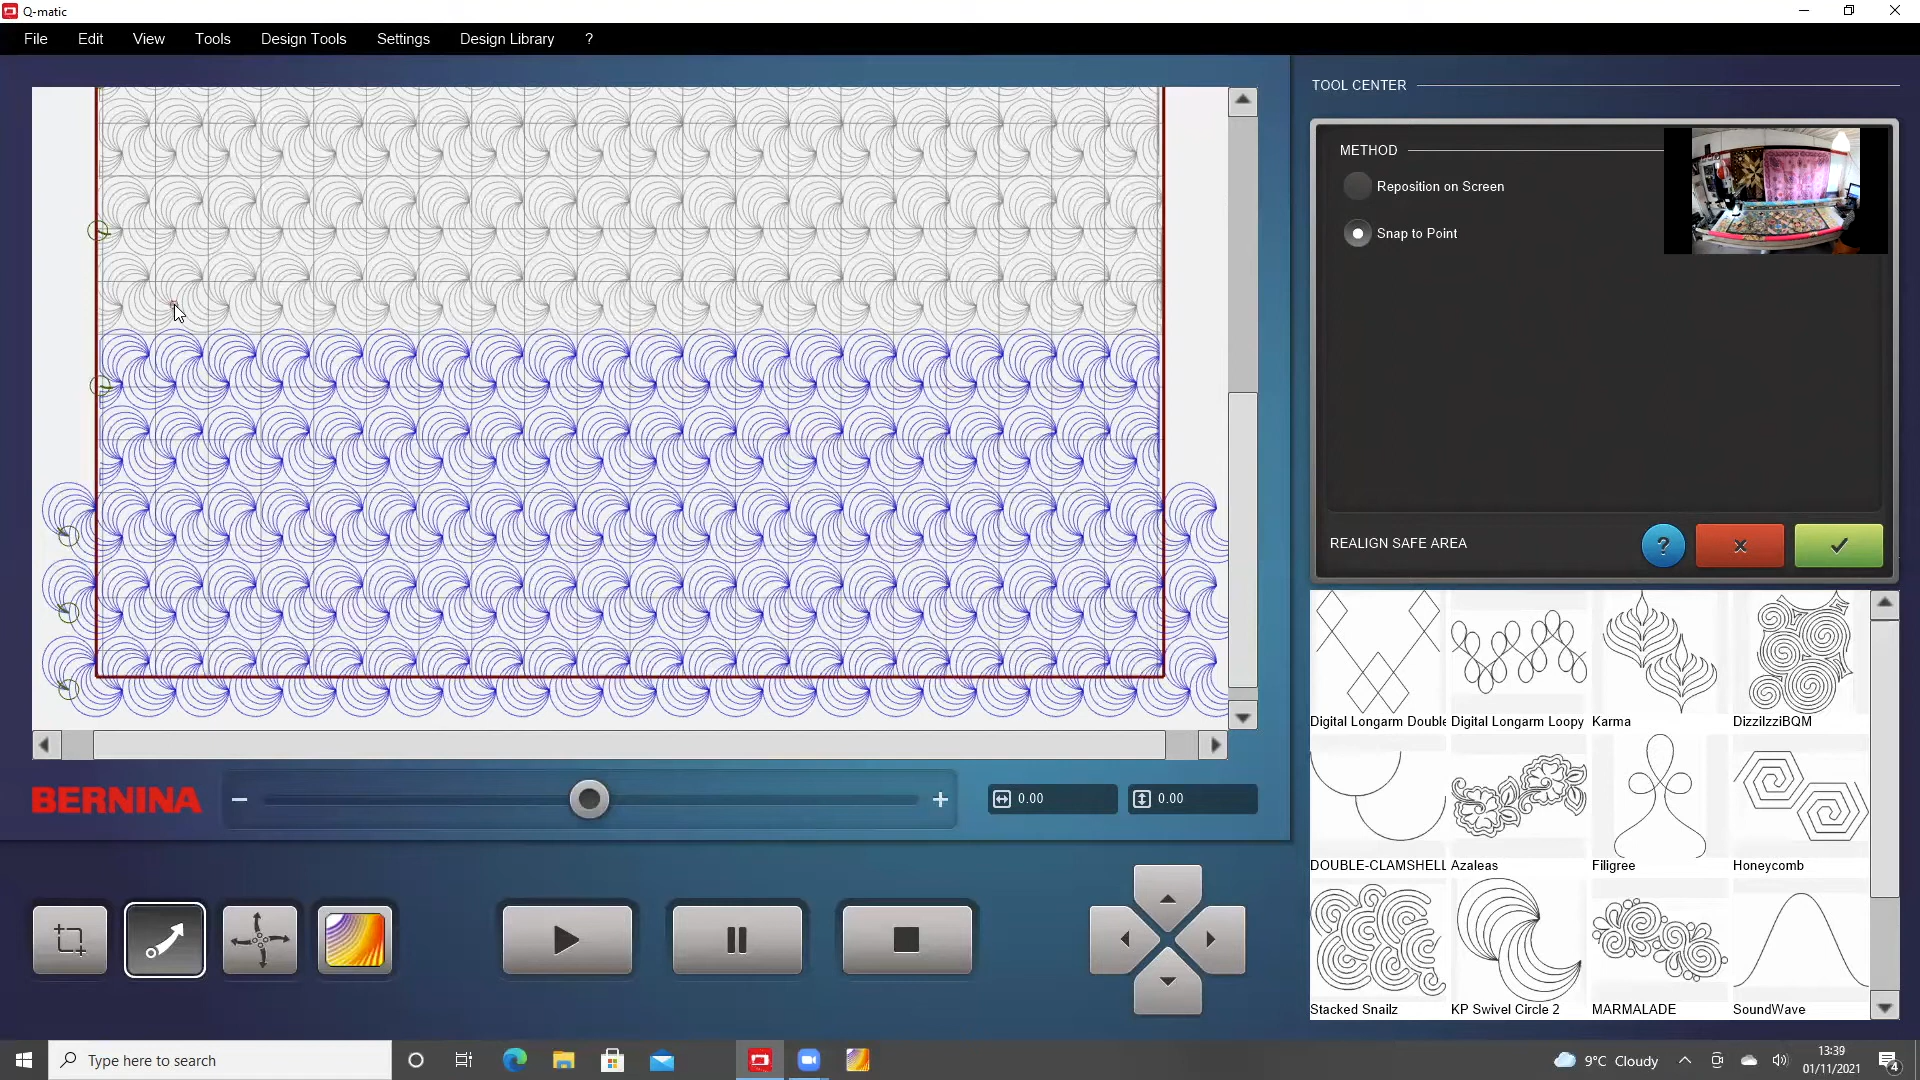 Q-matic
File Edit View Tools Design Tools Settings Design Library ?
TOOL CENTER
METHOD
Reposition on Screen
Snap to Point
REALIGN SAFE AREA
?
Digital Longarm Double Digital Longarm Loopy Karma DizzilzziBQM
DOUBLE-CLAMSHELL Azaleas Filigree Honeycomb
Stacked Snailz KP Swivel Circle 2 MARMALADE SoundWave
BERNINA
0.00 0.00
Type here to search
9°C Cloudy
13:39
01/11/2021
4